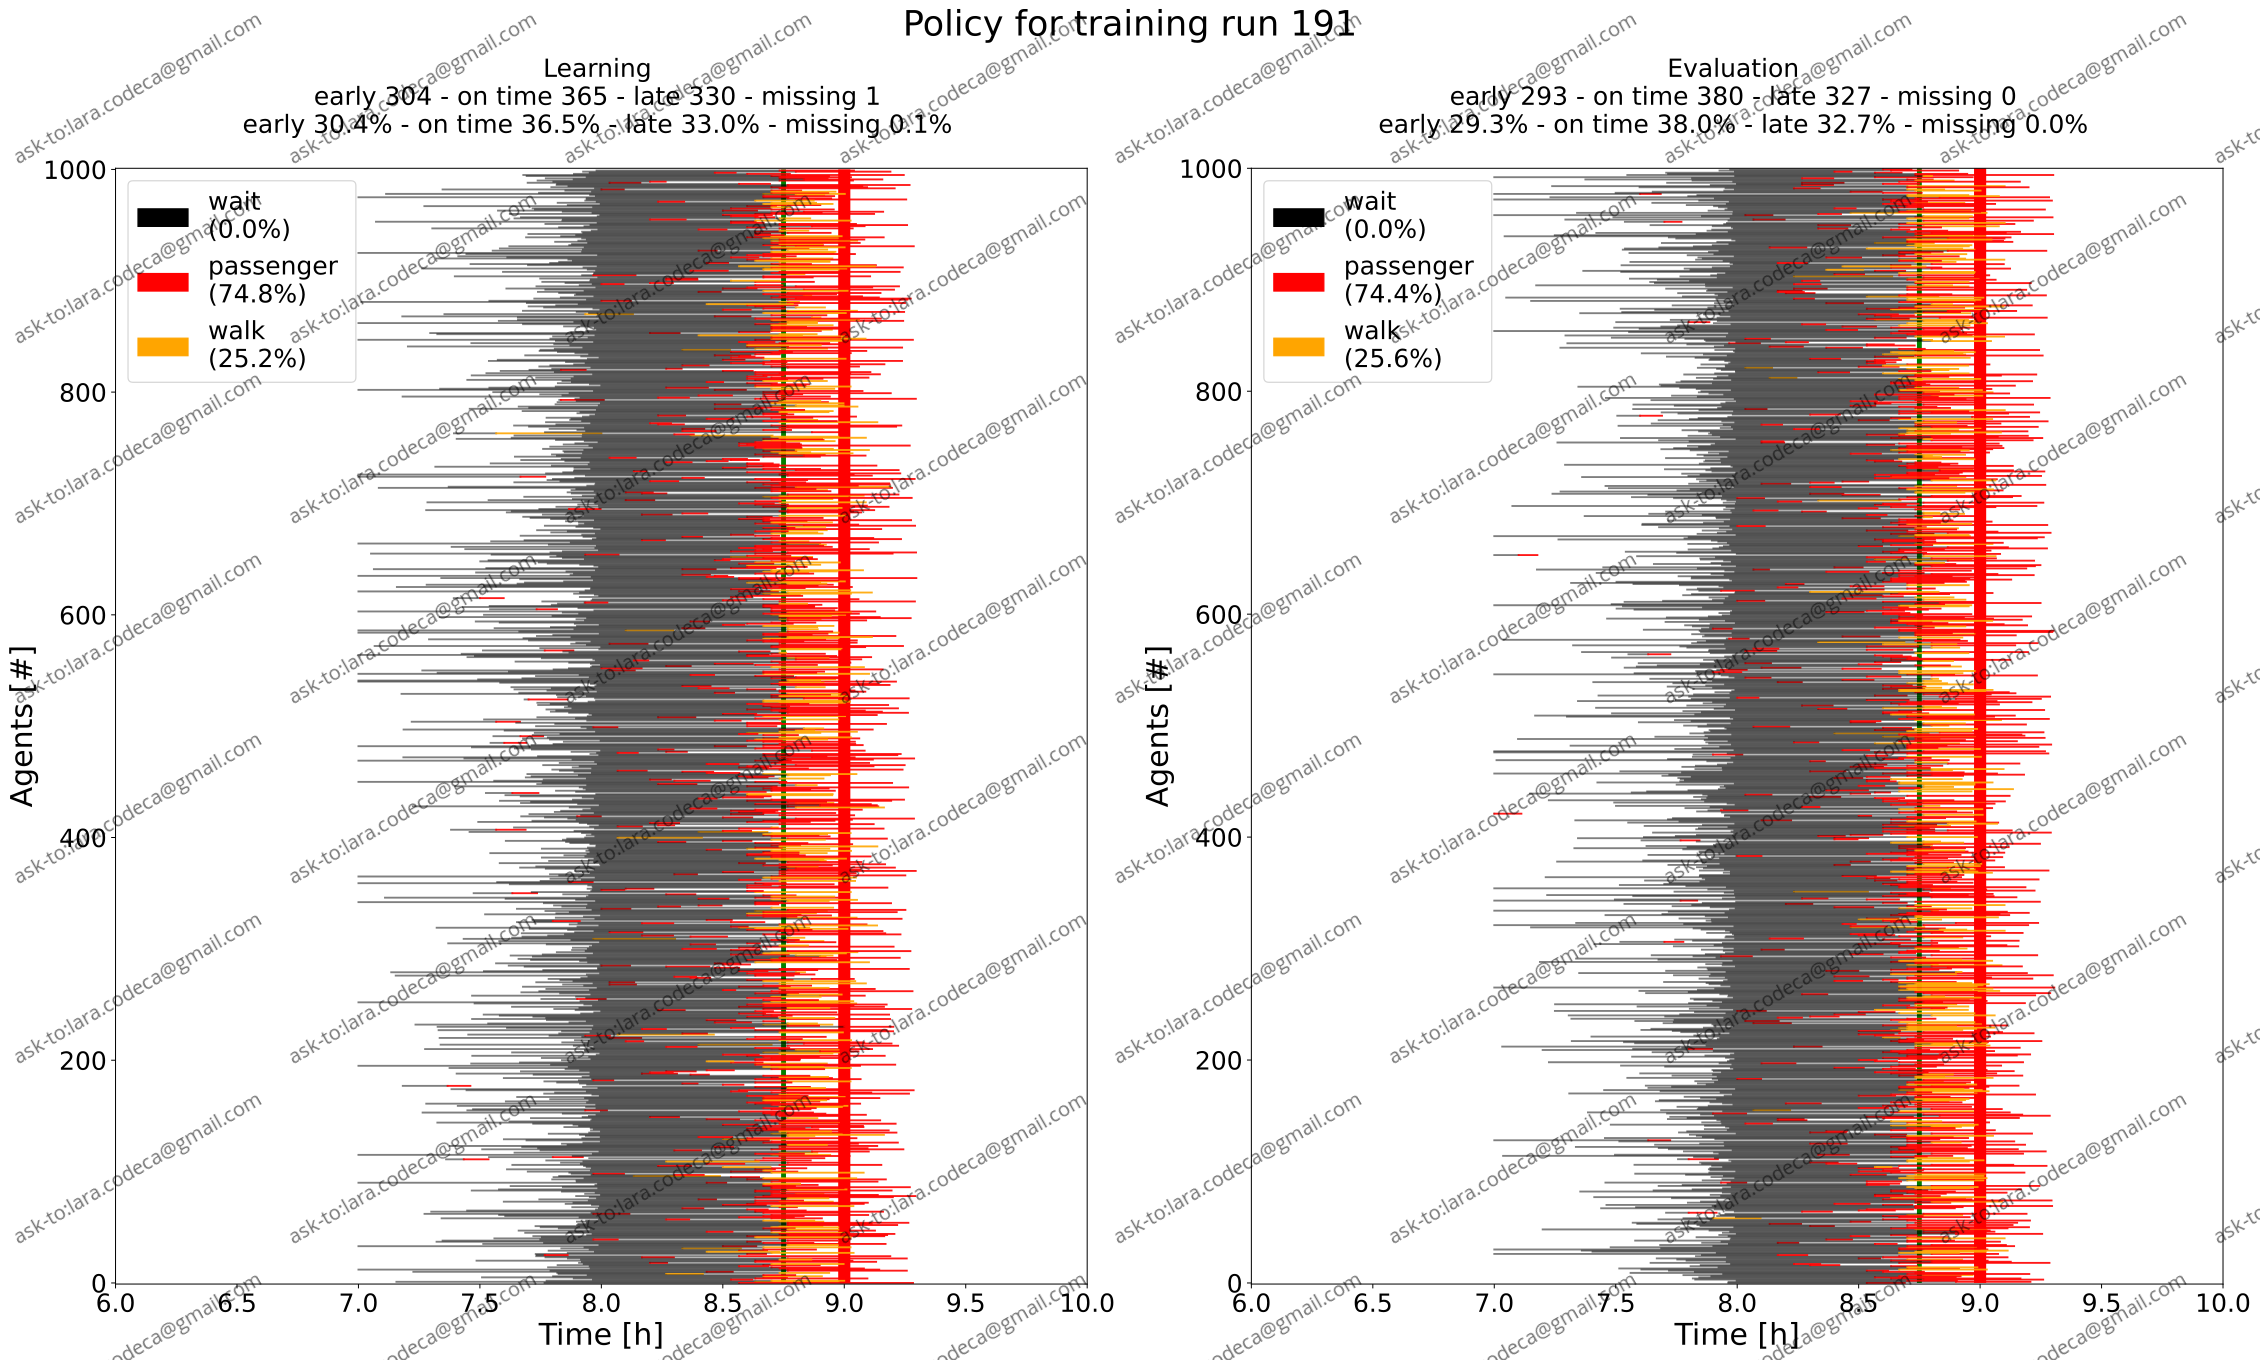 Policy for training run 191
Learning
early 304 - on time 365 - late 330 - missing 1
early 30.4% - on time 36.5% - late 33.0% - missing 0.1%
1000
800
600
400
200
0
Agents [#]
wait
(0.0%)
passenger
(74.8%)
walk
(25.2%)
6.0 6.5 7.0 7.5 8.0 8.5 9.0 9.5 10.0
Time [h]
Evaluation
early 293 - on time 380 - late 327 - missing 0
early 29.3% - on time 38.0% - late 32.7% - missing 0.0%
1000
800
600
400
200
0
Agents [#]
wait
(0.0%)
passenger
(74.4%)
walk
(25.6%)
6.0 6.5 7.0 7.5 8.0 8.5 9.0 9.5 10.0
Time [h]
ask-to:lara.codeca@gmail.com